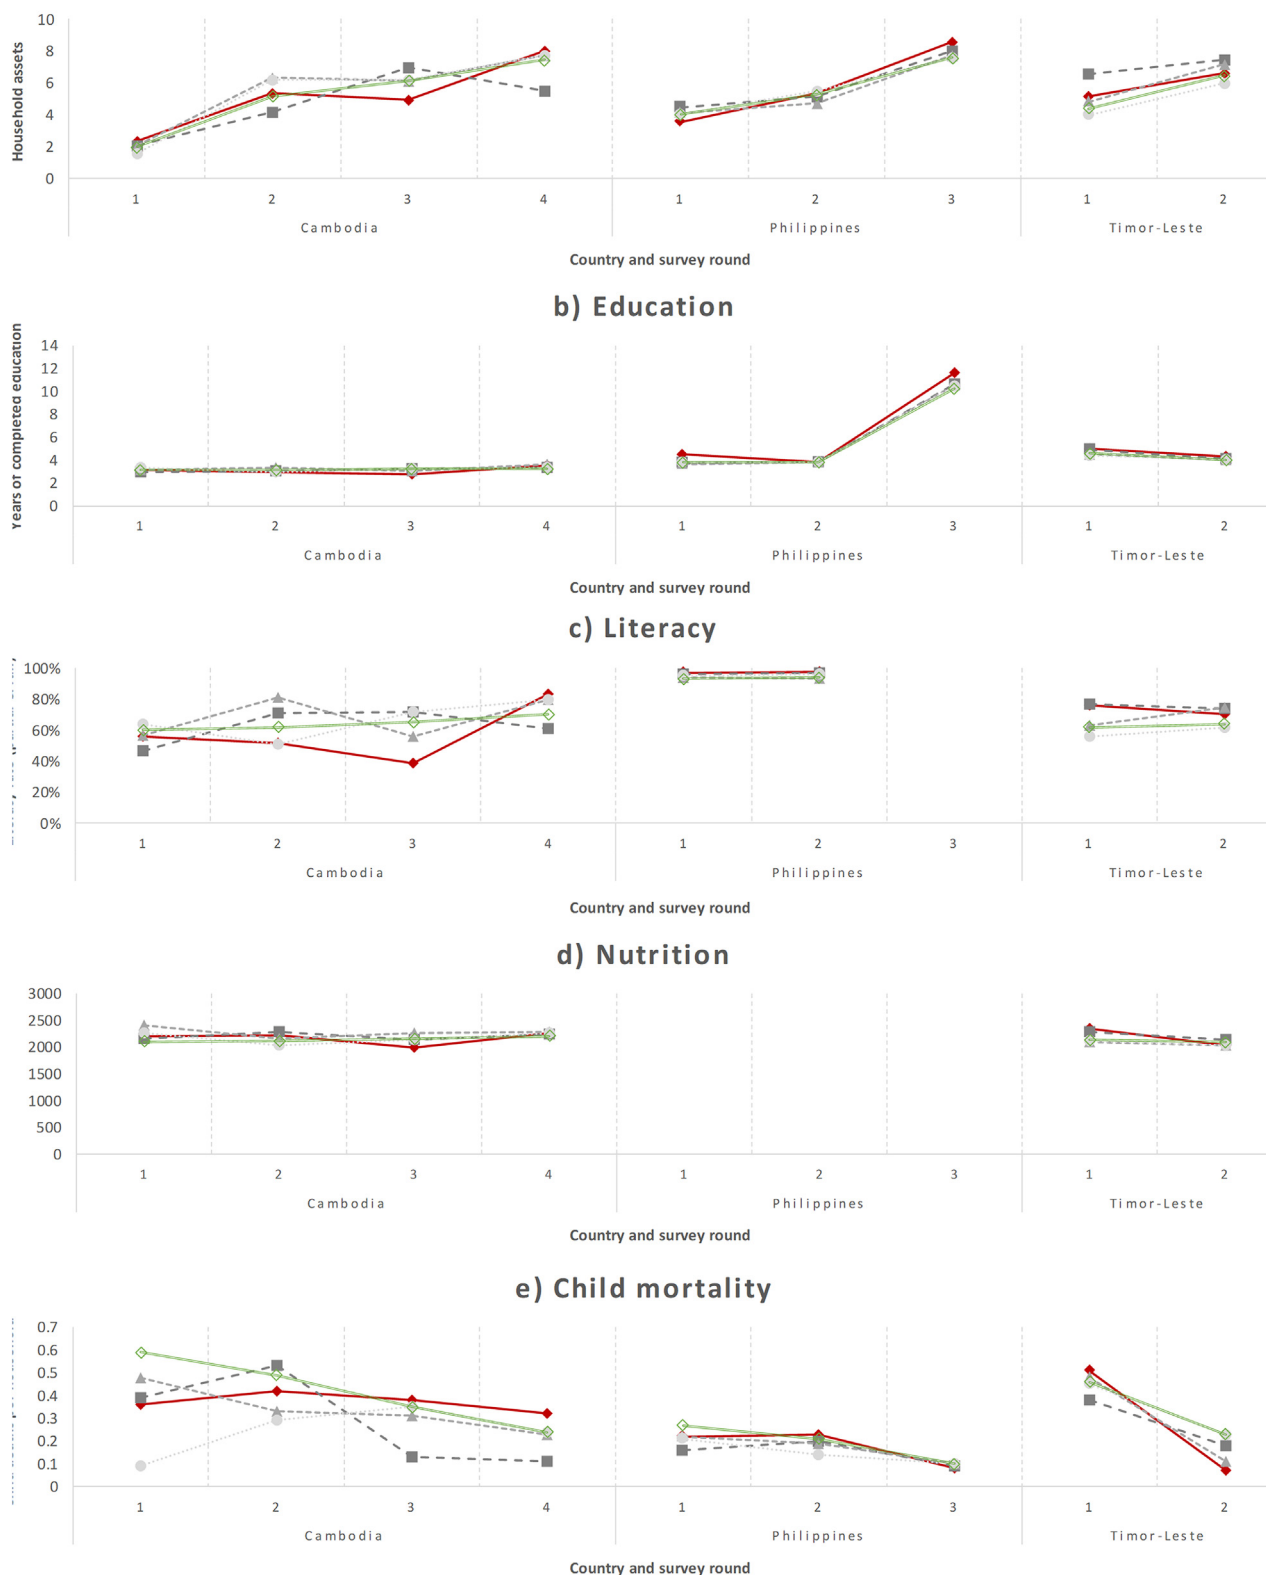 10
8
6
4
2
0
Household assets
1 2 3 4 1 2 3 1 2
Cambodia Philippines Timor-Leste
Country and survey round
b) Education
14
12
10
8
6
4
2
0
Years of completed education
1 2 3 4 1 2 3 1 2
Cambodia Philippines Timor-Leste
Country and survey round
c) Literacy
100%
80%
60%
40%
20%
0%
1 2 3 4 1 2 3 1 2
Cambodia Philippines Timor-Leste
Country and survey round
d) Nutrition
3000
2500
2000
1500
1000
500
0
1 2 3 4 1 2 3 1 2
Cambodia Philippines Timor-Leste
Country and survey round
e) Child mortality
0.7
0.6
0.5
0.4
0.3
0.2
0.1
0
1 2 3 4 1 2 3 1 2
Cambodia Philippines Timor-Leste
Country and survey round